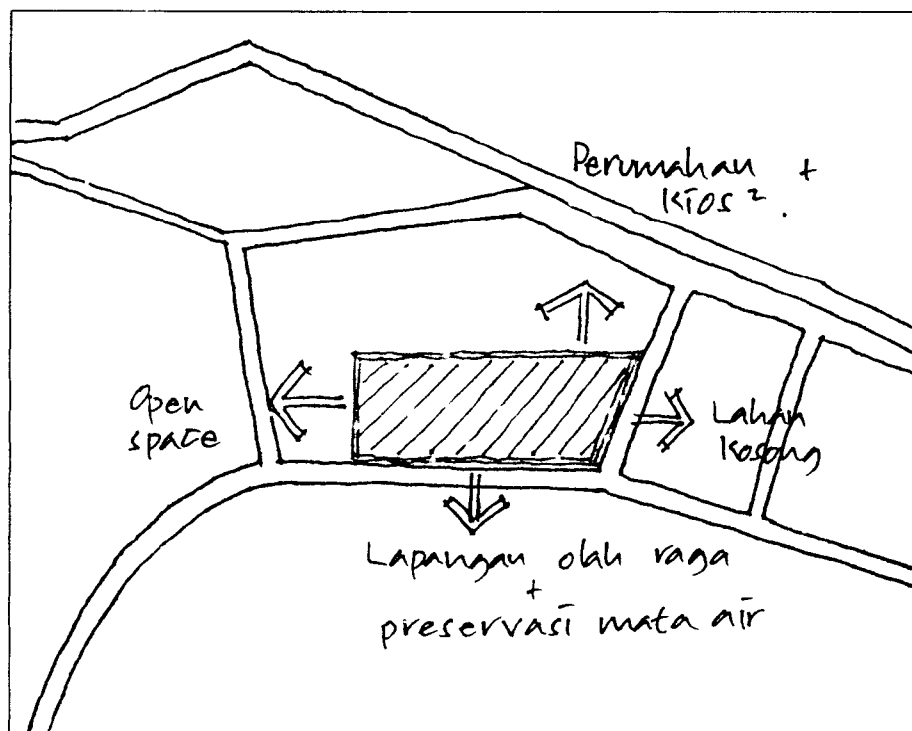 Perumahan +
Kios².
Open
space
Lahan
Kosong
Lapangan olah raga
+
preservasi mata air